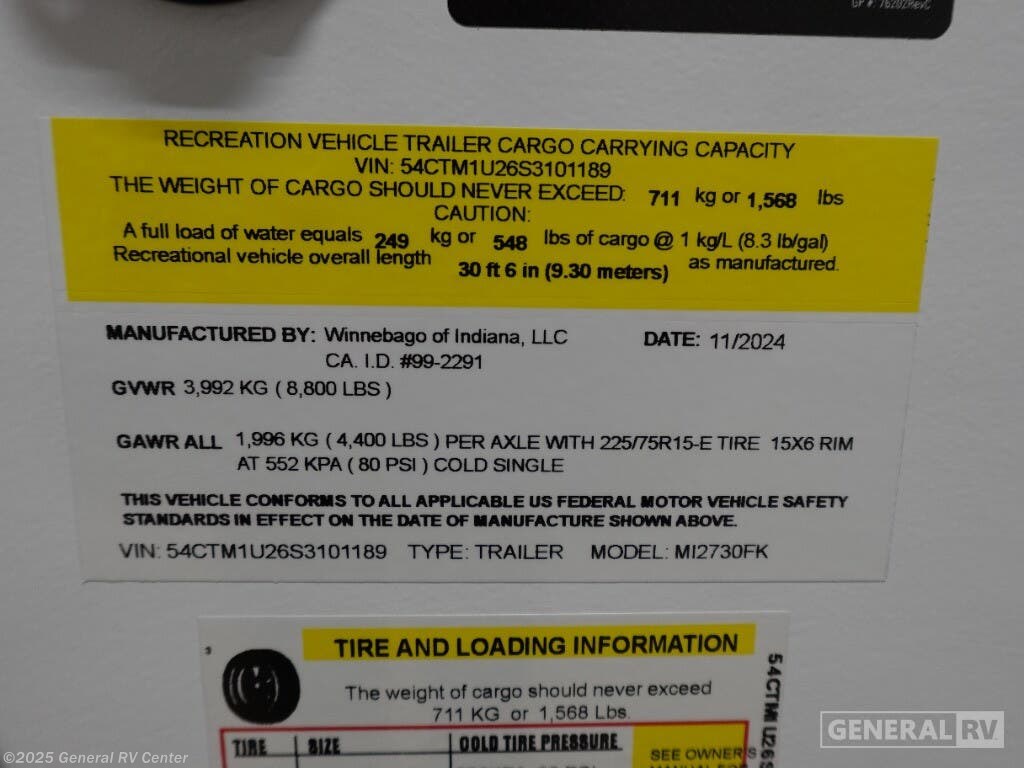 GP #: 76202RevC
RECREATION VEHICLE TRAILER CARGO CARRYING CAPACITY
VIN: 54CTM1U26S3101189
THE WEIGHT OF CARGO SHOULD NEVER EXCEED: 711 kg or 1,568 lbs
CAUTION:
A full load of water equals 249 kg or 548 lbs of cargo @ 1 kg/L (8.3 lb/gal)
Recreational vehicle overall length 30 ft 6 in (9.30 meters) as manufactured.
MANUFACTURED BY: Winnebago of Indiana, LLC DATE: 11/2024
CA. I.D. #99-2291
GVWR 3,992 KG ( 8,800 LBS )
GAWR ALL 1,996 KG ( 4,400 LBS ) PER AXLE WITH 225/75R15-E TIRE 15X6 RIM
AT 552 KPA ( 80 PSI ) COLD SINGLE
THIS VEHICLE CONFORMS TO ALL APPLICABLE US FEDERAL MOTOR VEHICLE SAFETY
STANDARDS IN EFFECT ON THE DATE OF MANUFACTURE SHOWN ABOVE.
VIN: 54CTM1U26S3101189 TYPE: TRAILER MODEL: MI2730FK
TIRE AND LOADING INFORMATION
The weight of cargo should never exceed
711 KG or 1,568 Lbs.
TIRE SIZE COLD TIRE PRESSURE
SEE OWNER'S
54CTM1U26S
GENERAL RV
©2025 General RV Center